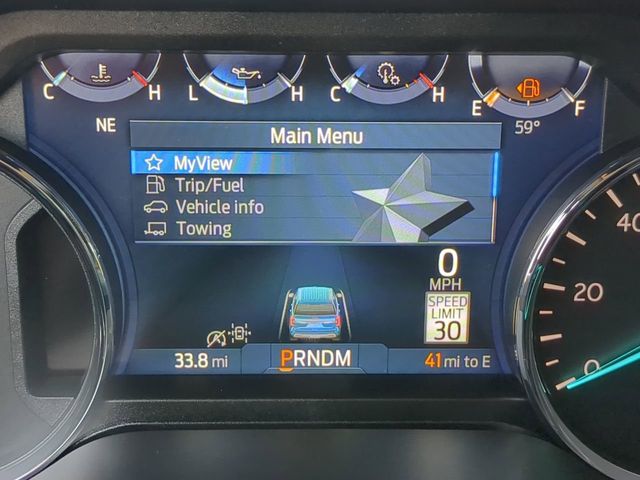 C H L H C H E F
NE
59°
Main Menu
MyView
Trip/Fuel
Vehicle info
Towing
0
MPH
SPEED
LIMIT
30
33.8 mi
PRNDM
41 mi to E
40
20
0